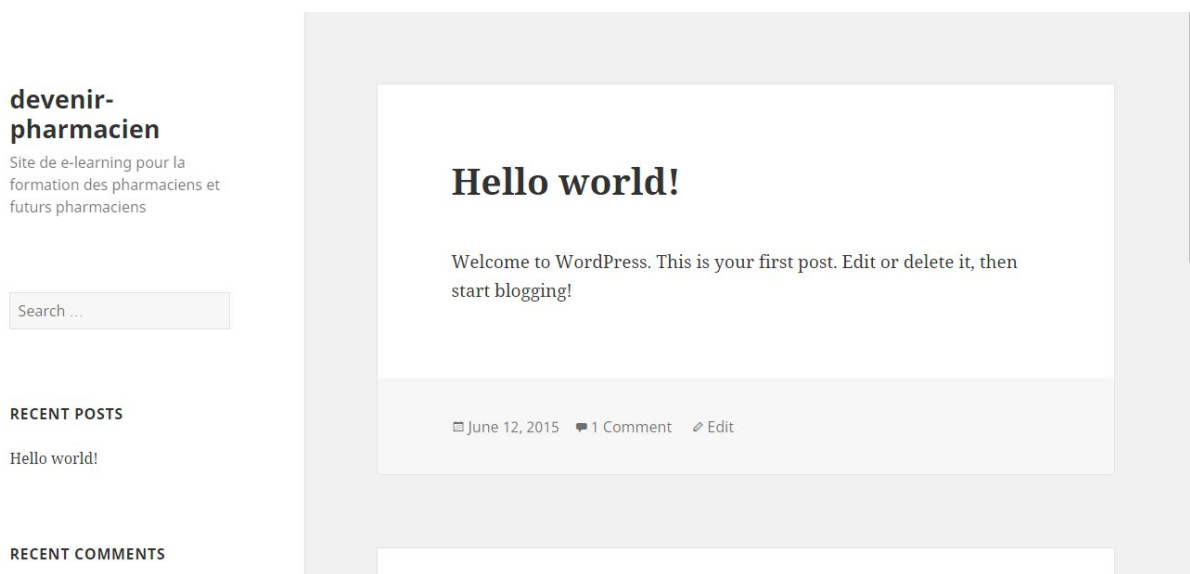 devenir-
pharmacien
Site de e-learning pour la
formation des pharmaciens et
futurs pharmaciens
Search …
RECENT POSTS
Hello world!
RECENT COMMENTS
Hello world!
Welcome to WordPress. This is your first post. Edit or delete it, then
start blogging!
June 12, 2015 1 Comment Edit